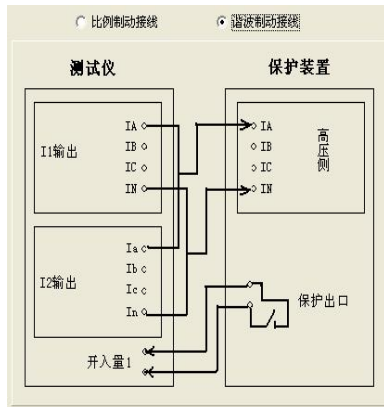 比例制动接线 谐波制动接线
测试仪 保护装置
I1输出
IA
IB
IC
IN
I2输出
Ia
Ib
Ic
In
开入量1
IA
IB
IC
IN
高压侧
保护出口